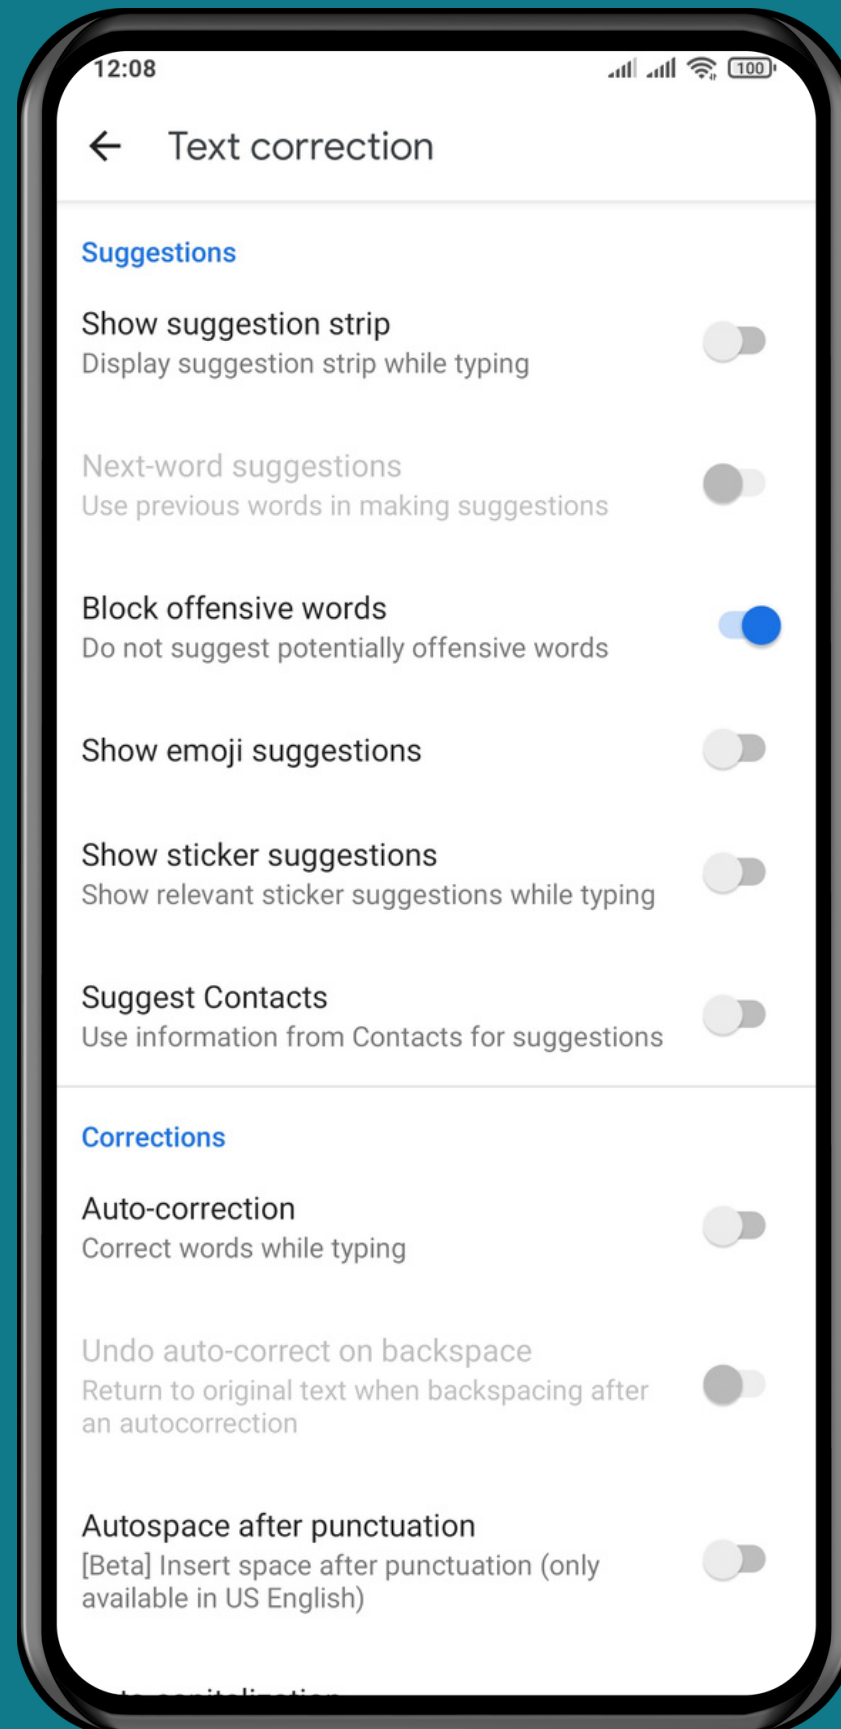 12:08
100
Text correction
Suggestions
Show suggestion strip
Display suggestion strip while typing
Next-word suggestions
Use previous words in making suggestions
Block offensive words
Do not suggest potentially offensive words
Show emoji suggestions
Show sticker suggestions
Show relevant sticker suggestions while typing
Suggest Contacts
Use information from Contacts for suggestions
Corrections
Auto-correction
Correct words while typing
Undo auto-correct on backspace
Return to original text when backspacing after
an autocorrection
Autospace after punctuation
[Beta] Insert space after punctuation (only
available in US English)